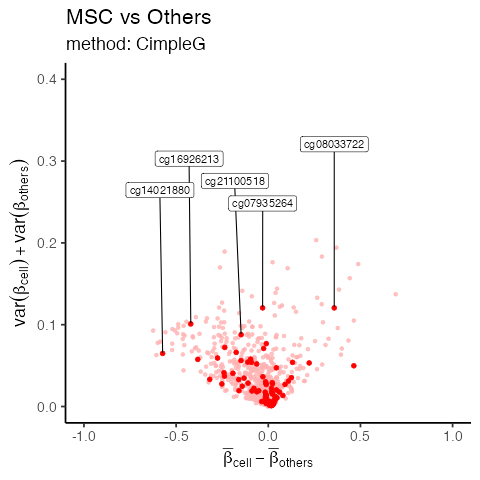 MSC vs Others
method: CimpleG
0.4
0.3
0.2
0.1
0.0
var(βcell) + var(βothers)
cg08033722
cg16926213
cg21100518
cg14021880
cg07935264
-1.0 -0.5 0.0 0.5 1.0
β̅cell − β̅others